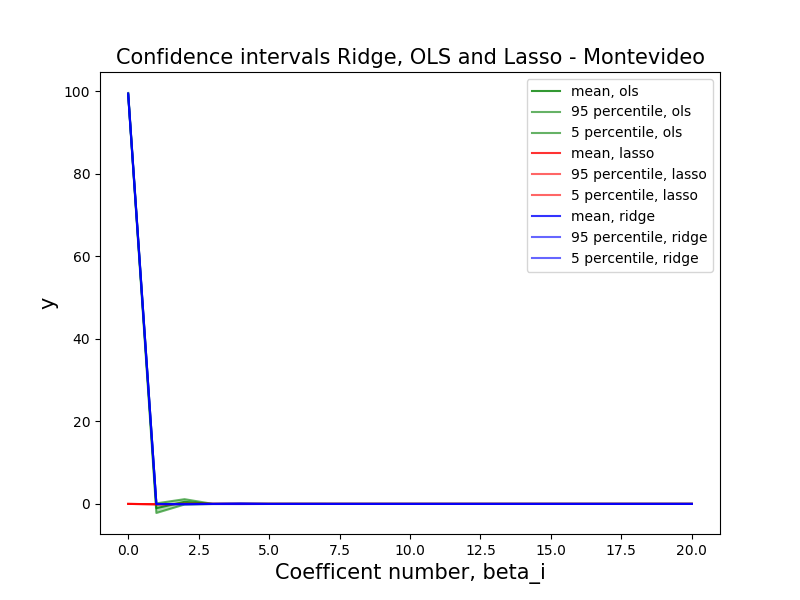 Confidence intervals Ridge, OLS and Lasso - Montevideo
mean, ols
95 percentile, ols
5 percentile, ols
mean, lasso
95 percentile, lasso
5 percentile, lasso
mean, ridge
95 percentile, ridge
5 percentile, ridge
y
100
80
60
40
20
0
0.0 2.5 5.0 7.5 10.0 12.5 15.0 17.5 20.0
Coefficent number, beta_i